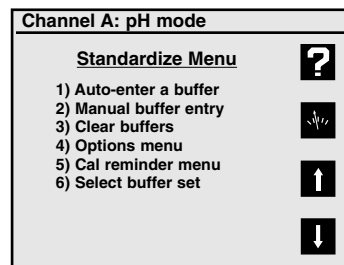 Channel A: pH mode
Standardize Menu
?
1) Auto-enter a buffer
2) Manual buffer entry
3) Clear buffers
4) Options menu
5) Cal reminder menu
6) Select buffer set